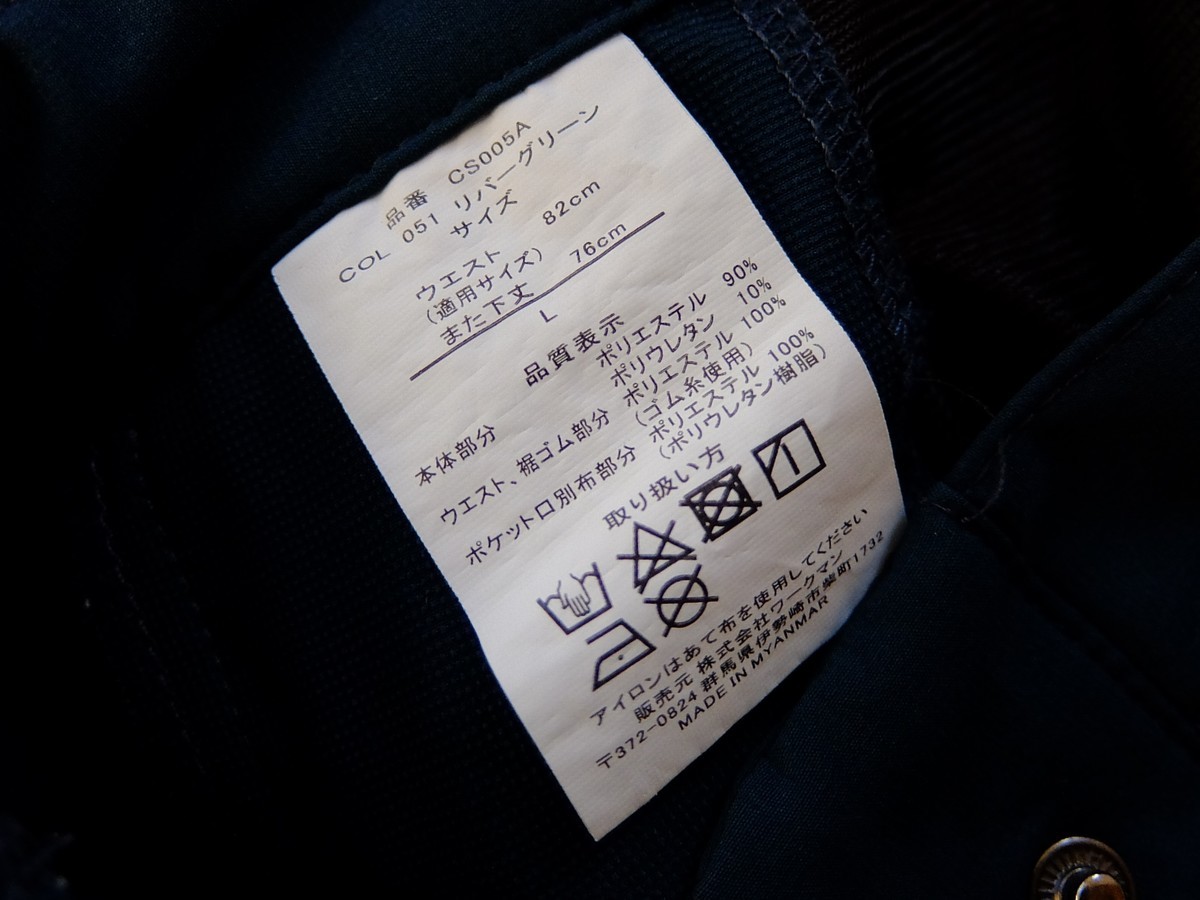 品番 CS005A
COL 051 リバーグリーン
サイズ
ウエスト 82cm
(適用サイズ)
また下丈 76cm
L
品質表示
本体部分 ポリエステル 90%
ポリウレタン 10%
ウエスト、裾ゴム部分 ポリエステル 100%
(ゴム糸使用)
ポケット口別布部分 ポリエステル 100%
(ポリウレタン樹脂)
取り扱い方
アイロンはあて布を使用してください
販売元 株式会社ワークマン
〒372-0824 群馬県伊勢崎市柴町1732
MADE IN MYANMAR